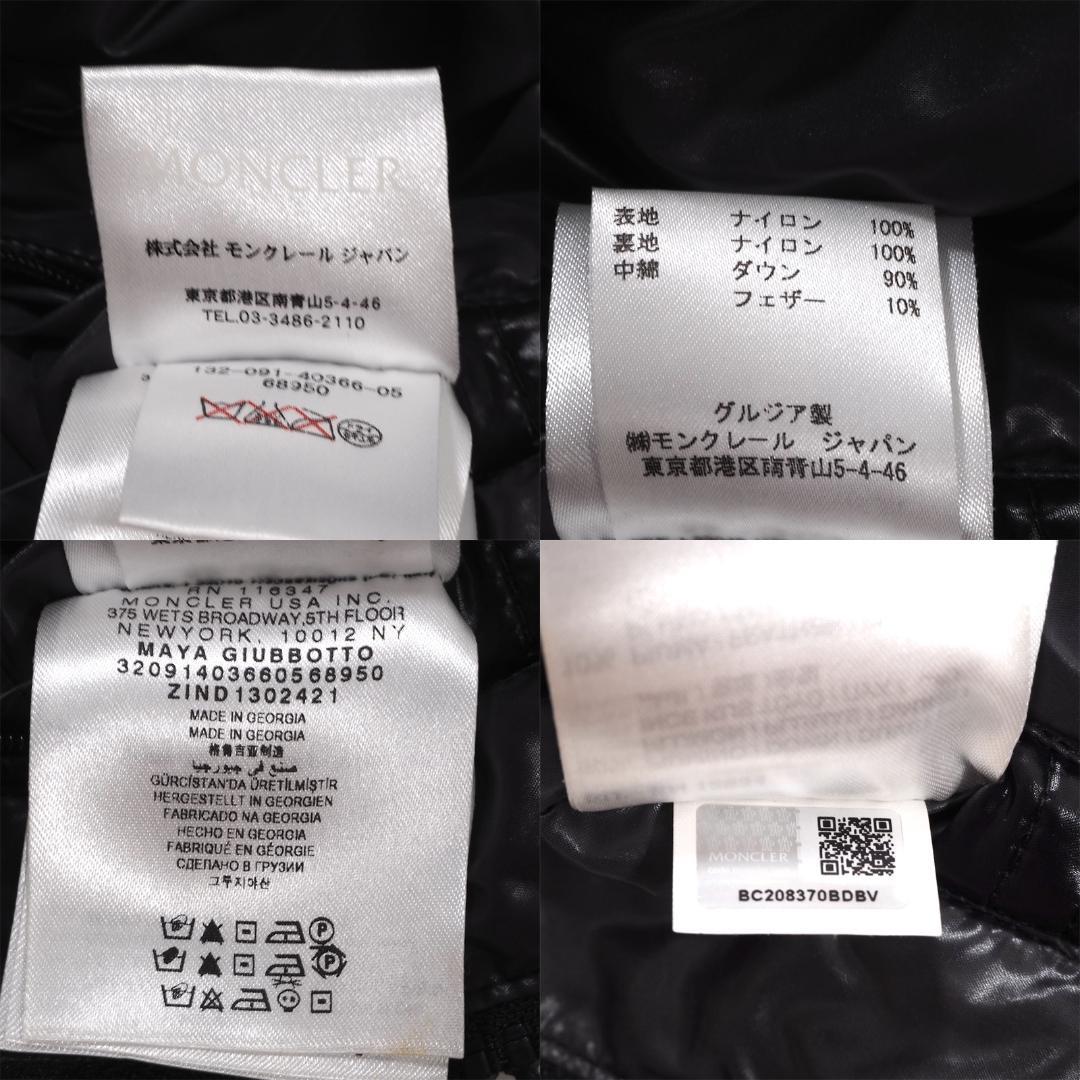 MONCLER
株式会社 モンクレール ジャパン
東京都港区南青山5-4-46
TEL.03-3486-2110
132-091-40366-05
68950
表地 ナイロン 100%
裏地 ナイロン 100%
中綿 ダウン 90%
フェザー 10%
グルジア製
㈱モンクレール ジャパン
東京都港区南青山5-4-46
RN 116347
MONCLER USA INC.
375 WETS BROADWAY,5TH FLOOR
NEWYORK, 10012 NY
MAYA GIUBBOTTO
32091403660568950
ZIND1302421
MADE IN GEORGIA
MADE IN GEORGIA
格鲁吉亚制造
صنع في جيورجيا
GÜRCİSTAN'DA ÜRETİLMİŞTİR
HERGESTELLT IN GEORGIEN
FABRICADO NA GEORGIA
HECHO EN GEORGIA
FABRIQUÉ EN GÉORGIE
СДЕЛАНО В ГРУЗИИ
그루지아산
P
P
MONCLER
BC208370BDBV